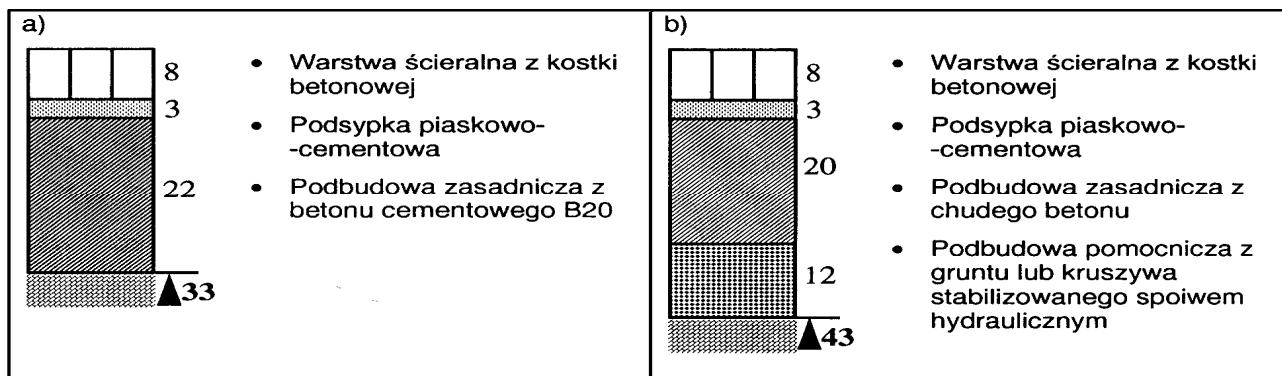 a)
8
3
22
33
• Warstwa ścieralna z kostki
betonowej
• Podsypka piaskowo-
-cementowa
• Podbudowa zasadnicza z
betonu cementowego B20
b)
8
3
20
12
43
• Warstwa ścieralna z kostki
betonowej
• Podsypka piaskowo-
-cementowa
• Podbudowa zasadnicza z
chudego betonu
• Podbudowa pomocnicza z
gruntu lub kruszywa
stabilizowanego spoiwem
hydraulicznym